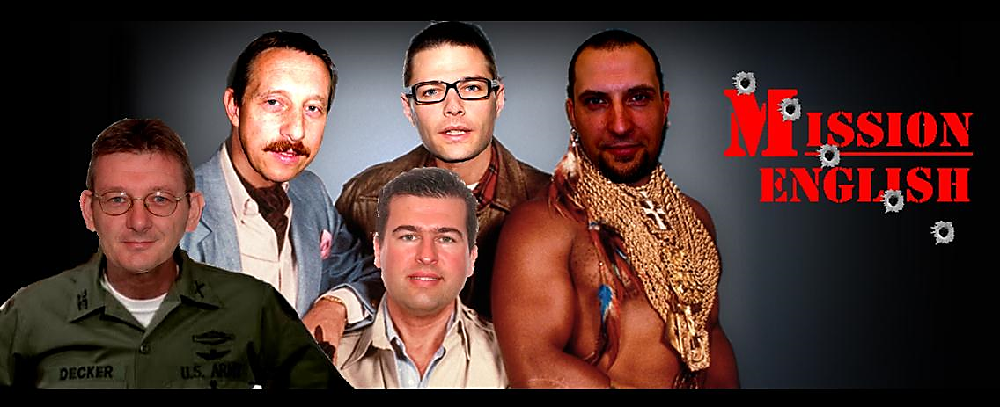 MISSION
ENGLISH
DECKER
U.S. ARMY